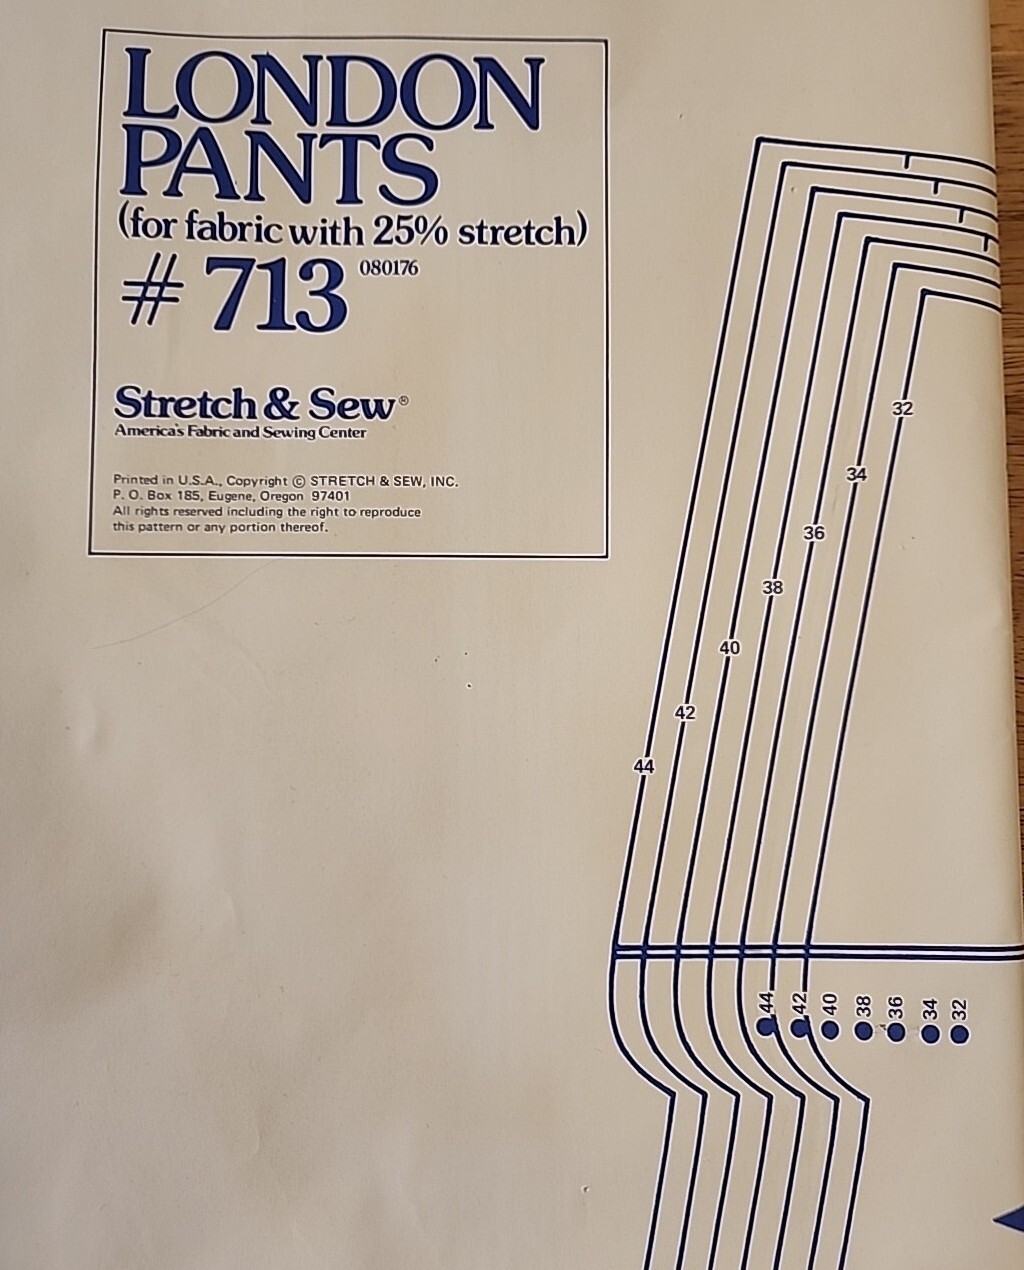 LONDON
PANTS
(for fabric with 25% stretch)
# 713 080176
Stretch & Sew®
America's Fabric and Sewing Center
Printed in U.S.A., Copyright © STRETCH & SEW, INC.
P. O. Box 185, Eugene, Oregon 97401
All rights reserved including the right to reproduce
this pattern or any portion thereof.
32
34
36
38
40
42
44
44 42 40 38 36 34 32